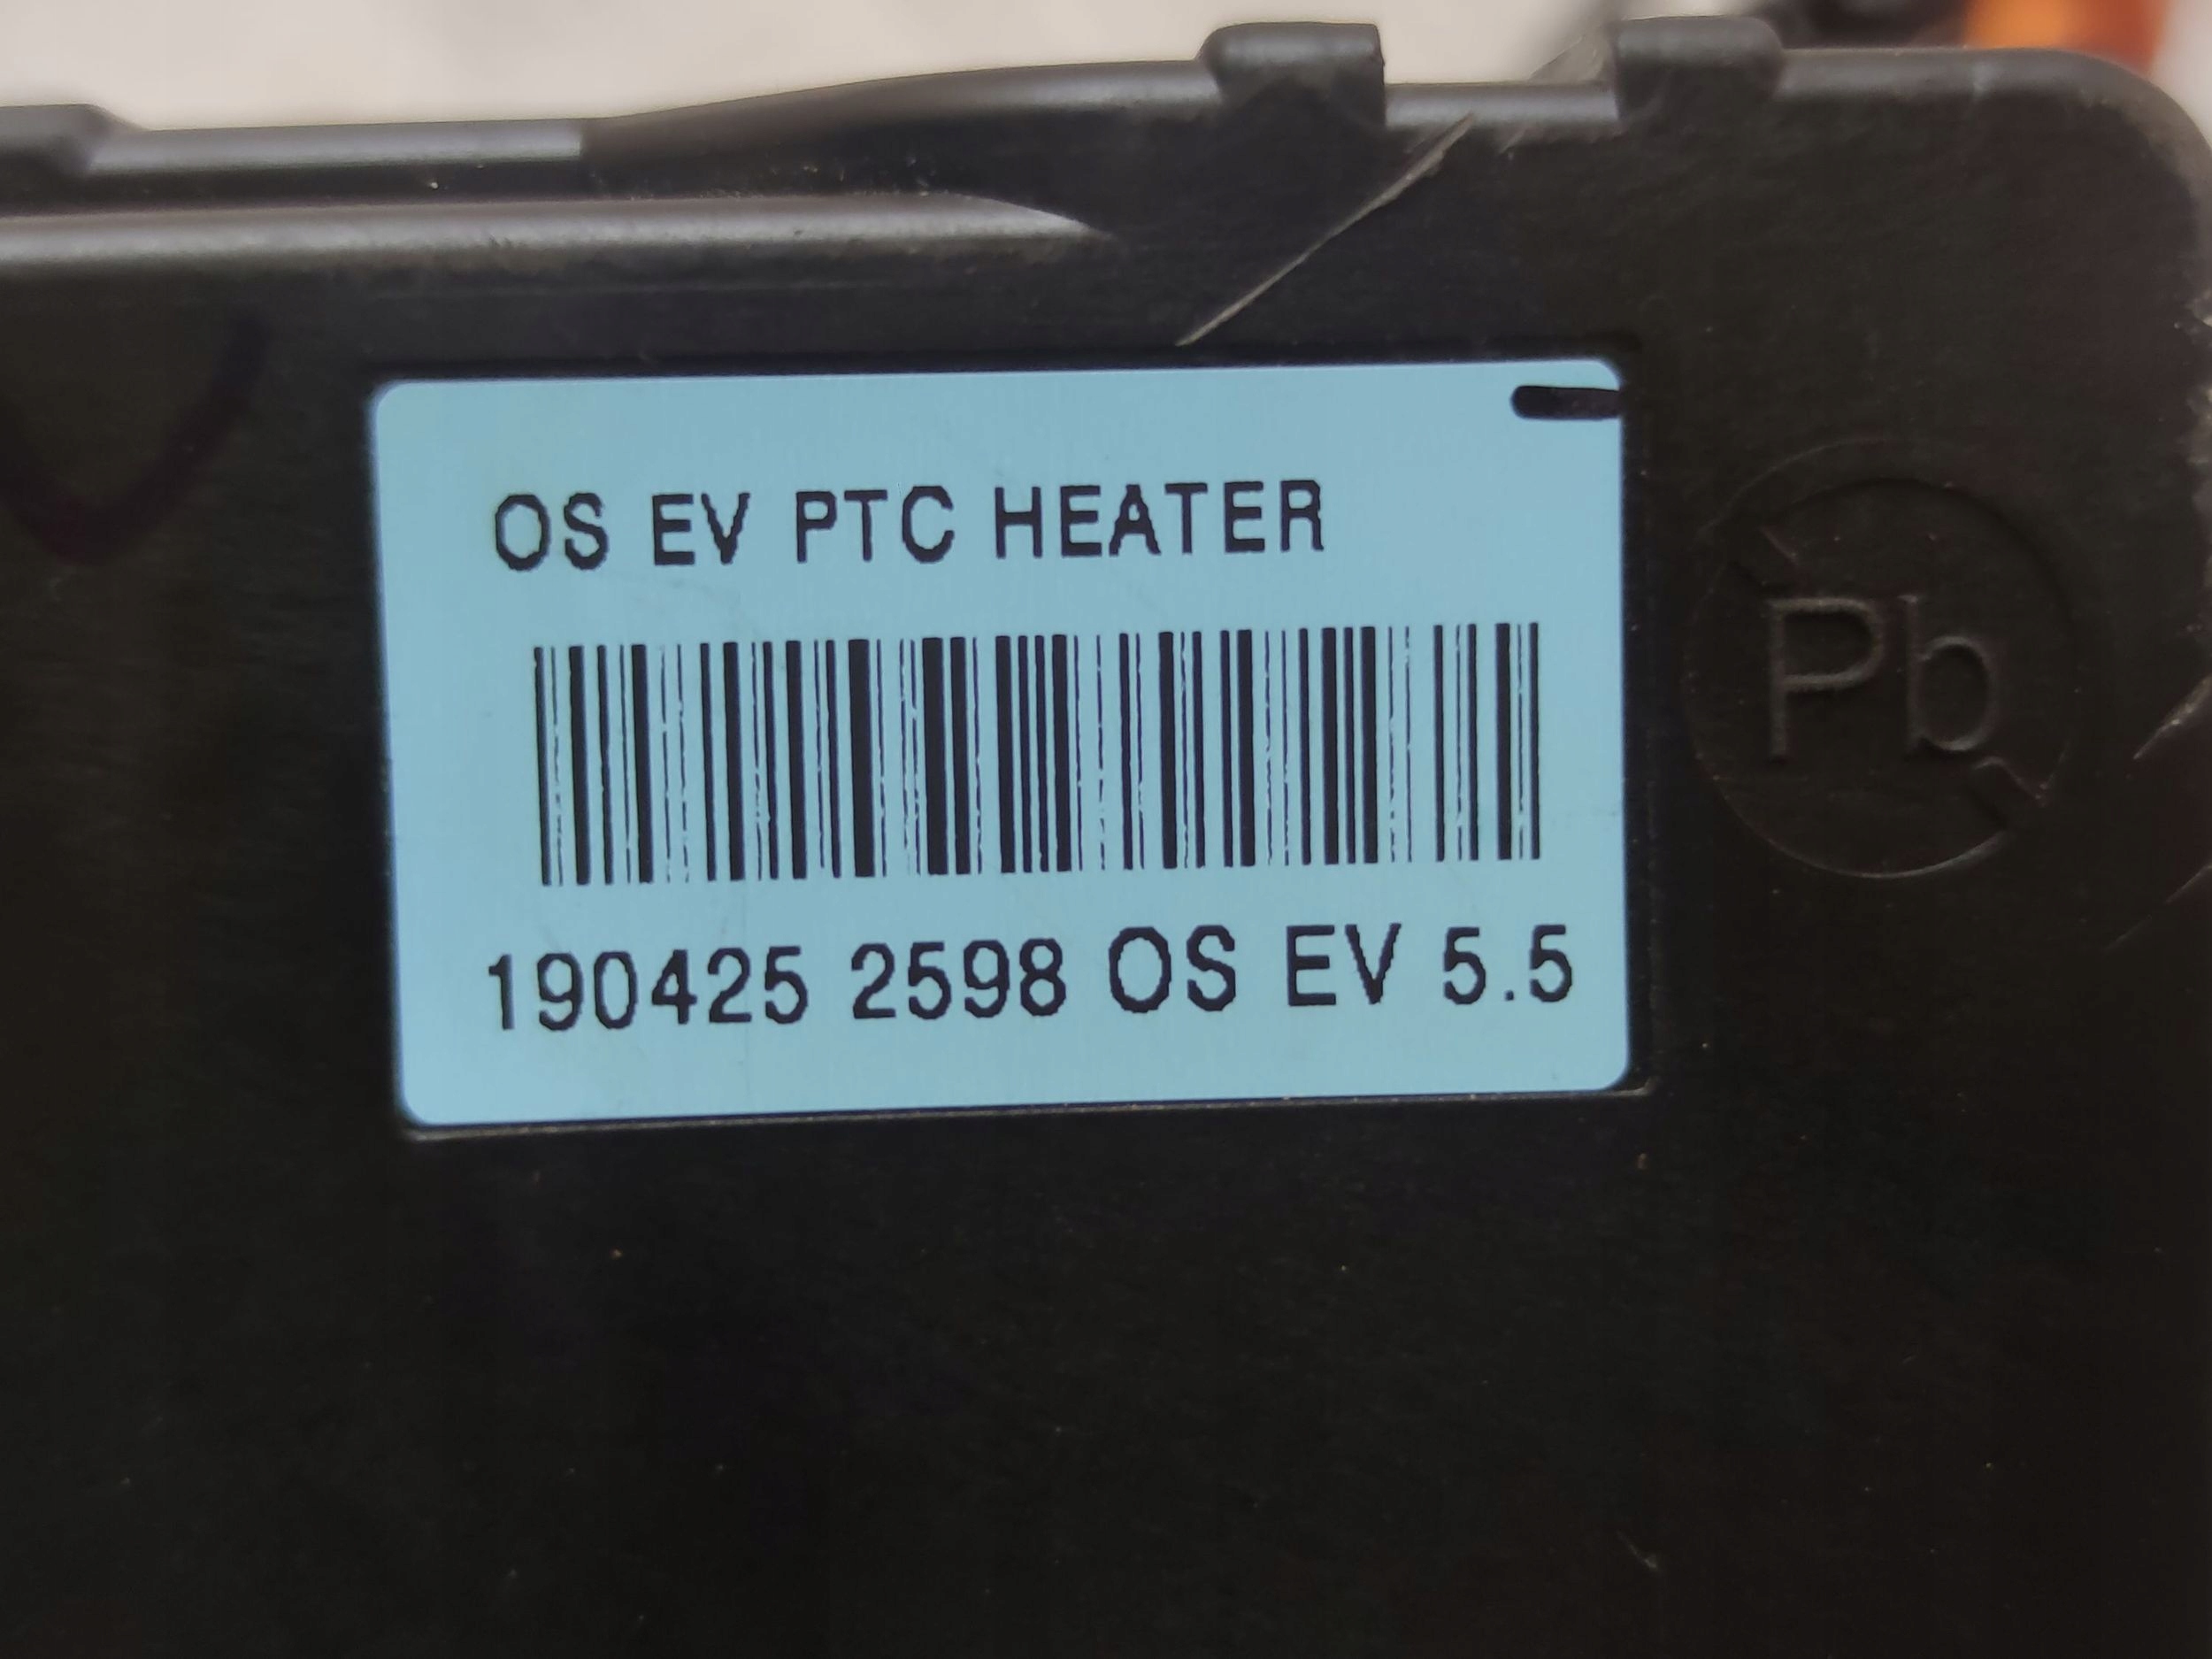 OS EV PTC HEATER
Pb
190425 2598 OS EV 5.5